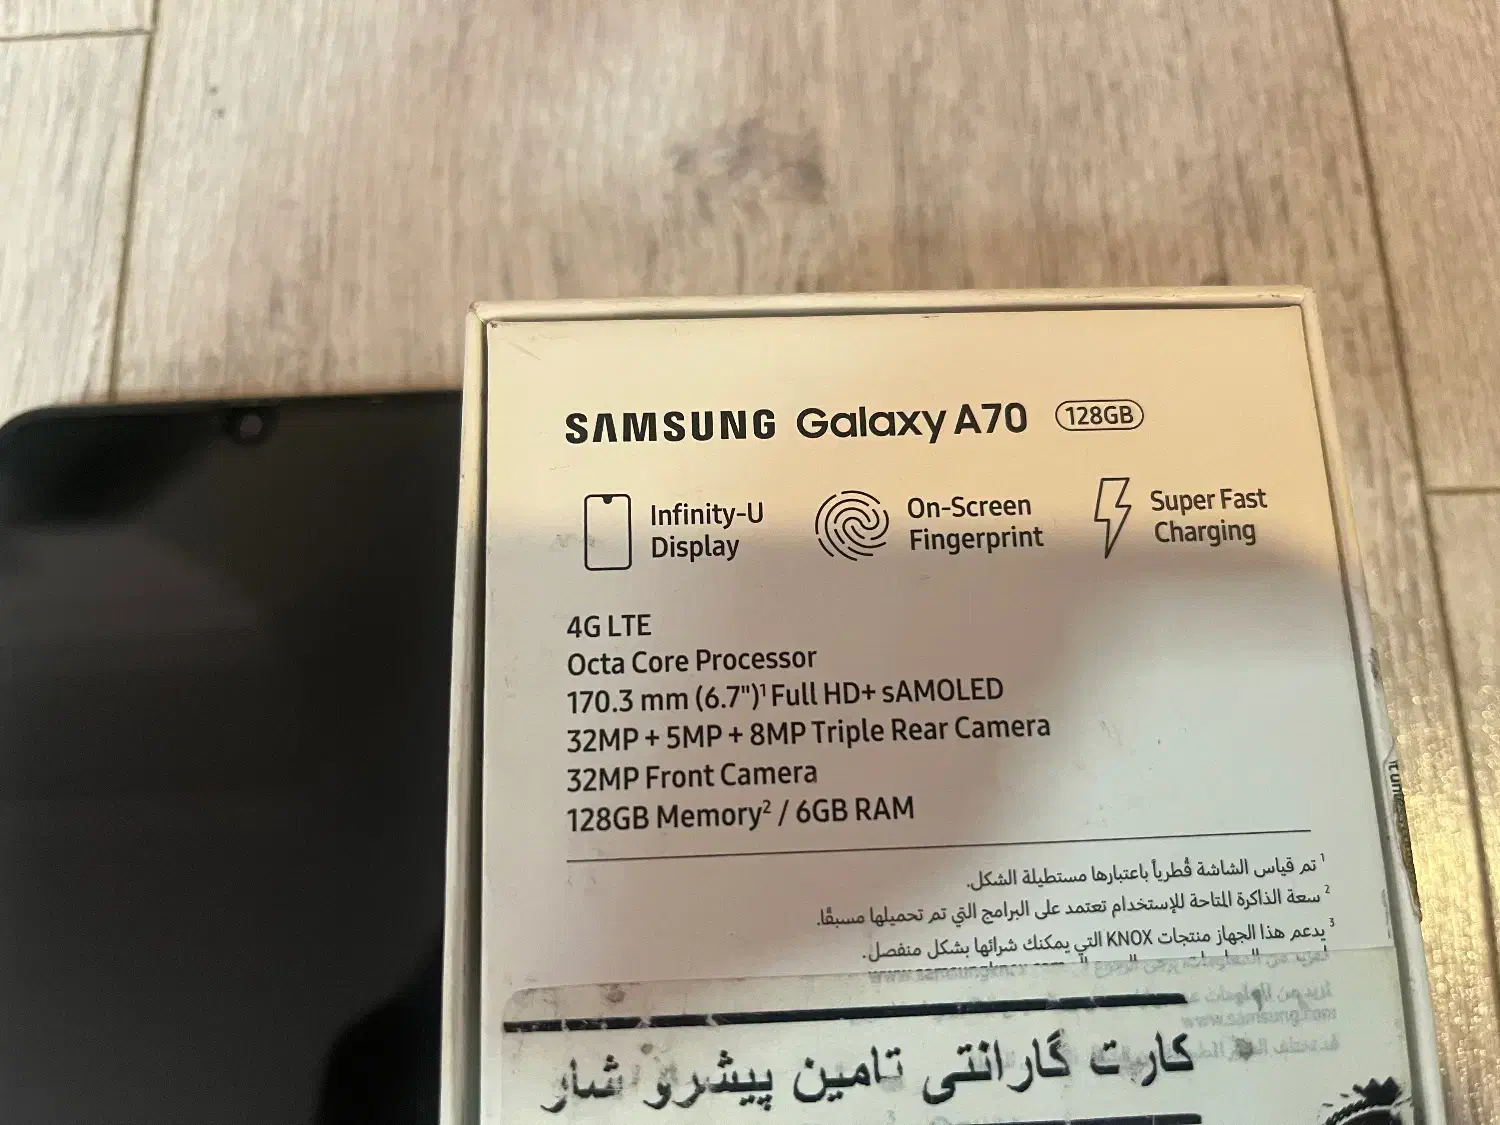 SAMSUNG Galaxy A70 128GB
Infinity-U
Display
On-Screen
Fingerprint
Super Fast
Charging
4G LTE
Octa Core Processor
170.3 mm (6.7")¹ Full HD+ sAMOLED
32MP + 5MP + 8MP Triple Rear Camera
32MP Front Camera
128GB Memory² / 6GB RAM
¹ تم قياس الشاشة قُطرياً باعتبارها مستطيلة الشكل.
² سعة الذاكرة المتاحة للإستخدام تعتمد على البرامج التي تم تحميلها مسبقًا.
³ يدعم هذا الجهاز منتجات KNOX التي يمكنك شرائها بشكل منفصل.
www.samsung.com
کارت گارانتی تامین پیشرو